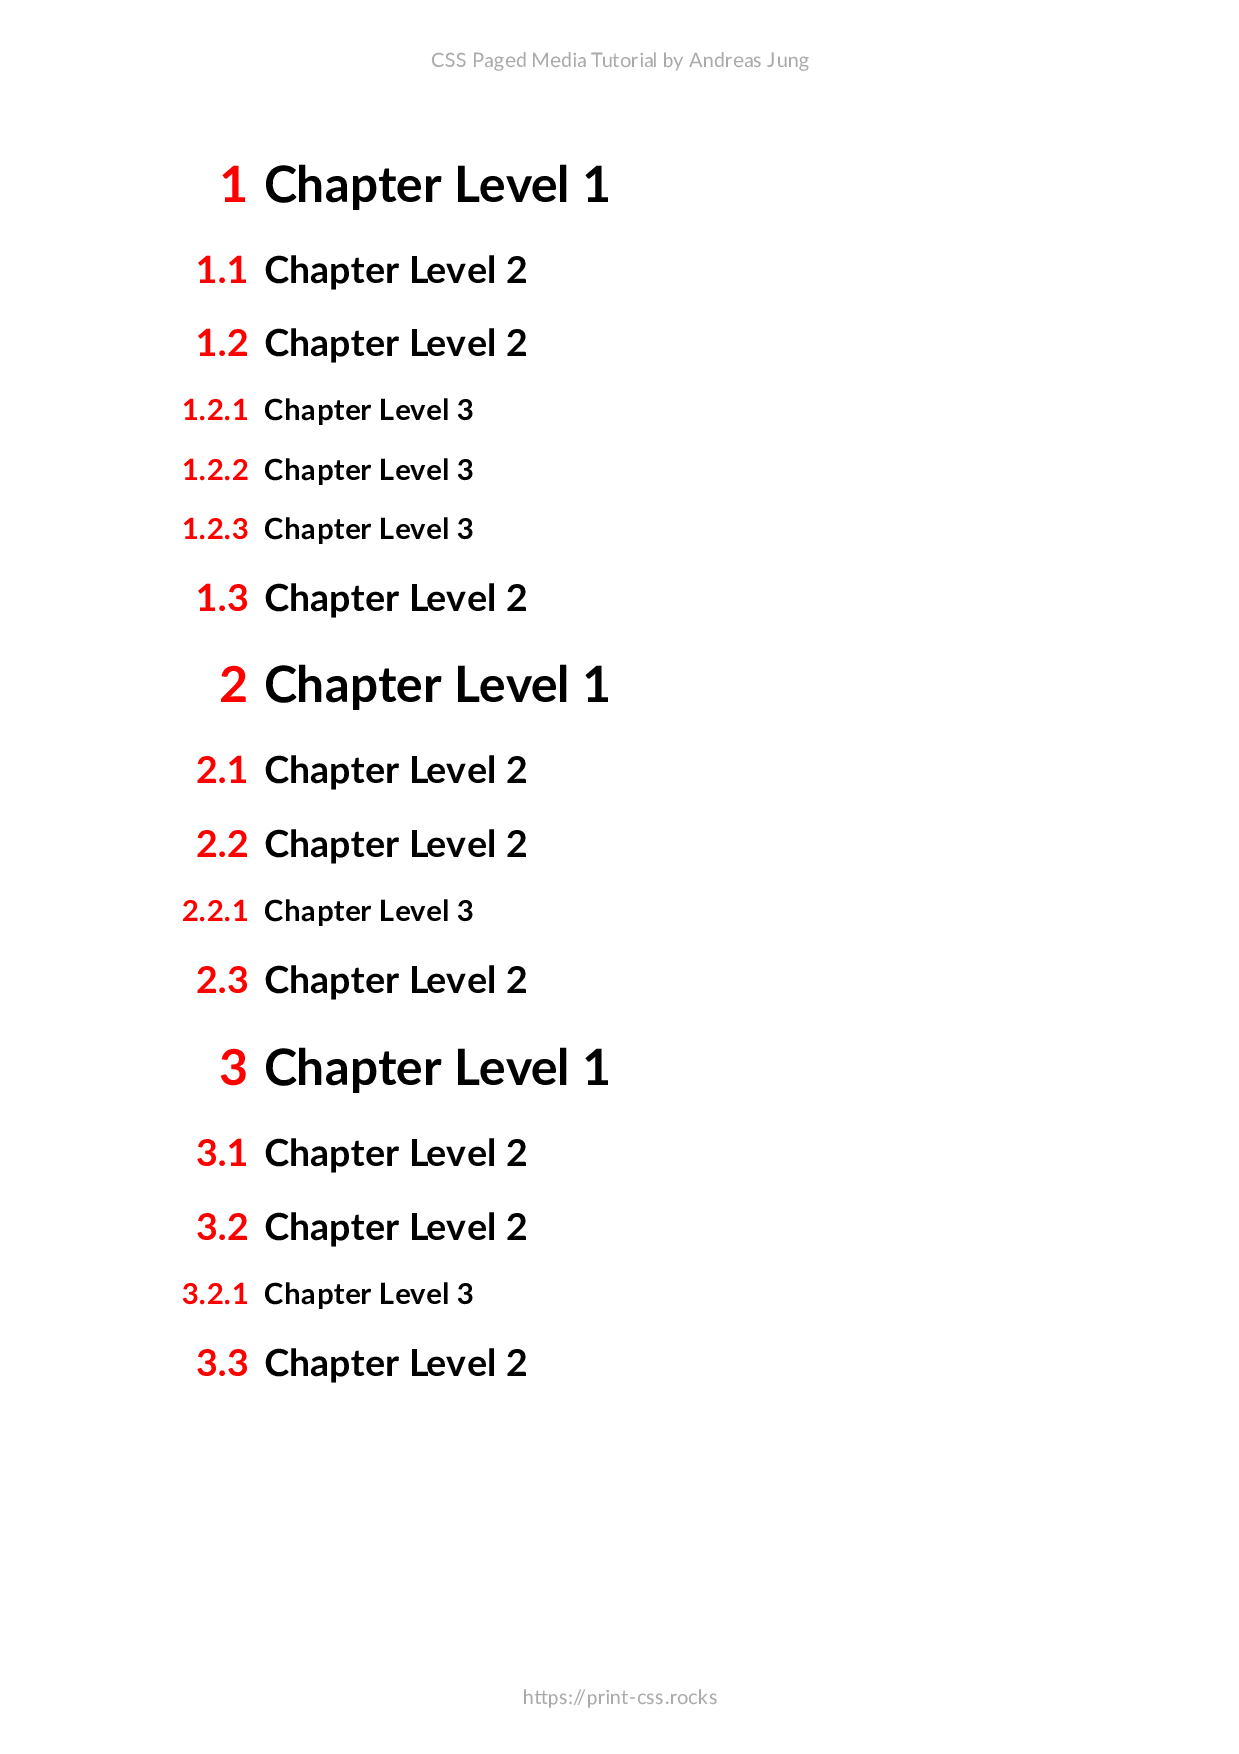 CSS Paged Media Tutorial by Andreas Jung
1 Chapter Level 1
1.1 Chapter Level 2
1.2 Chapter Level 2
1.2.1 Chapter Level 3
1.2.2 Chapter Level 3
1.2.3 Chapter Level 3
1.3 Chapter Level 2
2 Chapter Level 1
2.1 Chapter Level 2
2.2 Chapter Level 2
2.2.1 Chapter Level 3
2.3 Chapter Level 2
3 Chapter Level 1
3.1 Chapter Level 2
3.2 Chapter Level 2
3.2.1 Chapter Level 3
3.3 Chapter Level 2
https://print-css.rocks